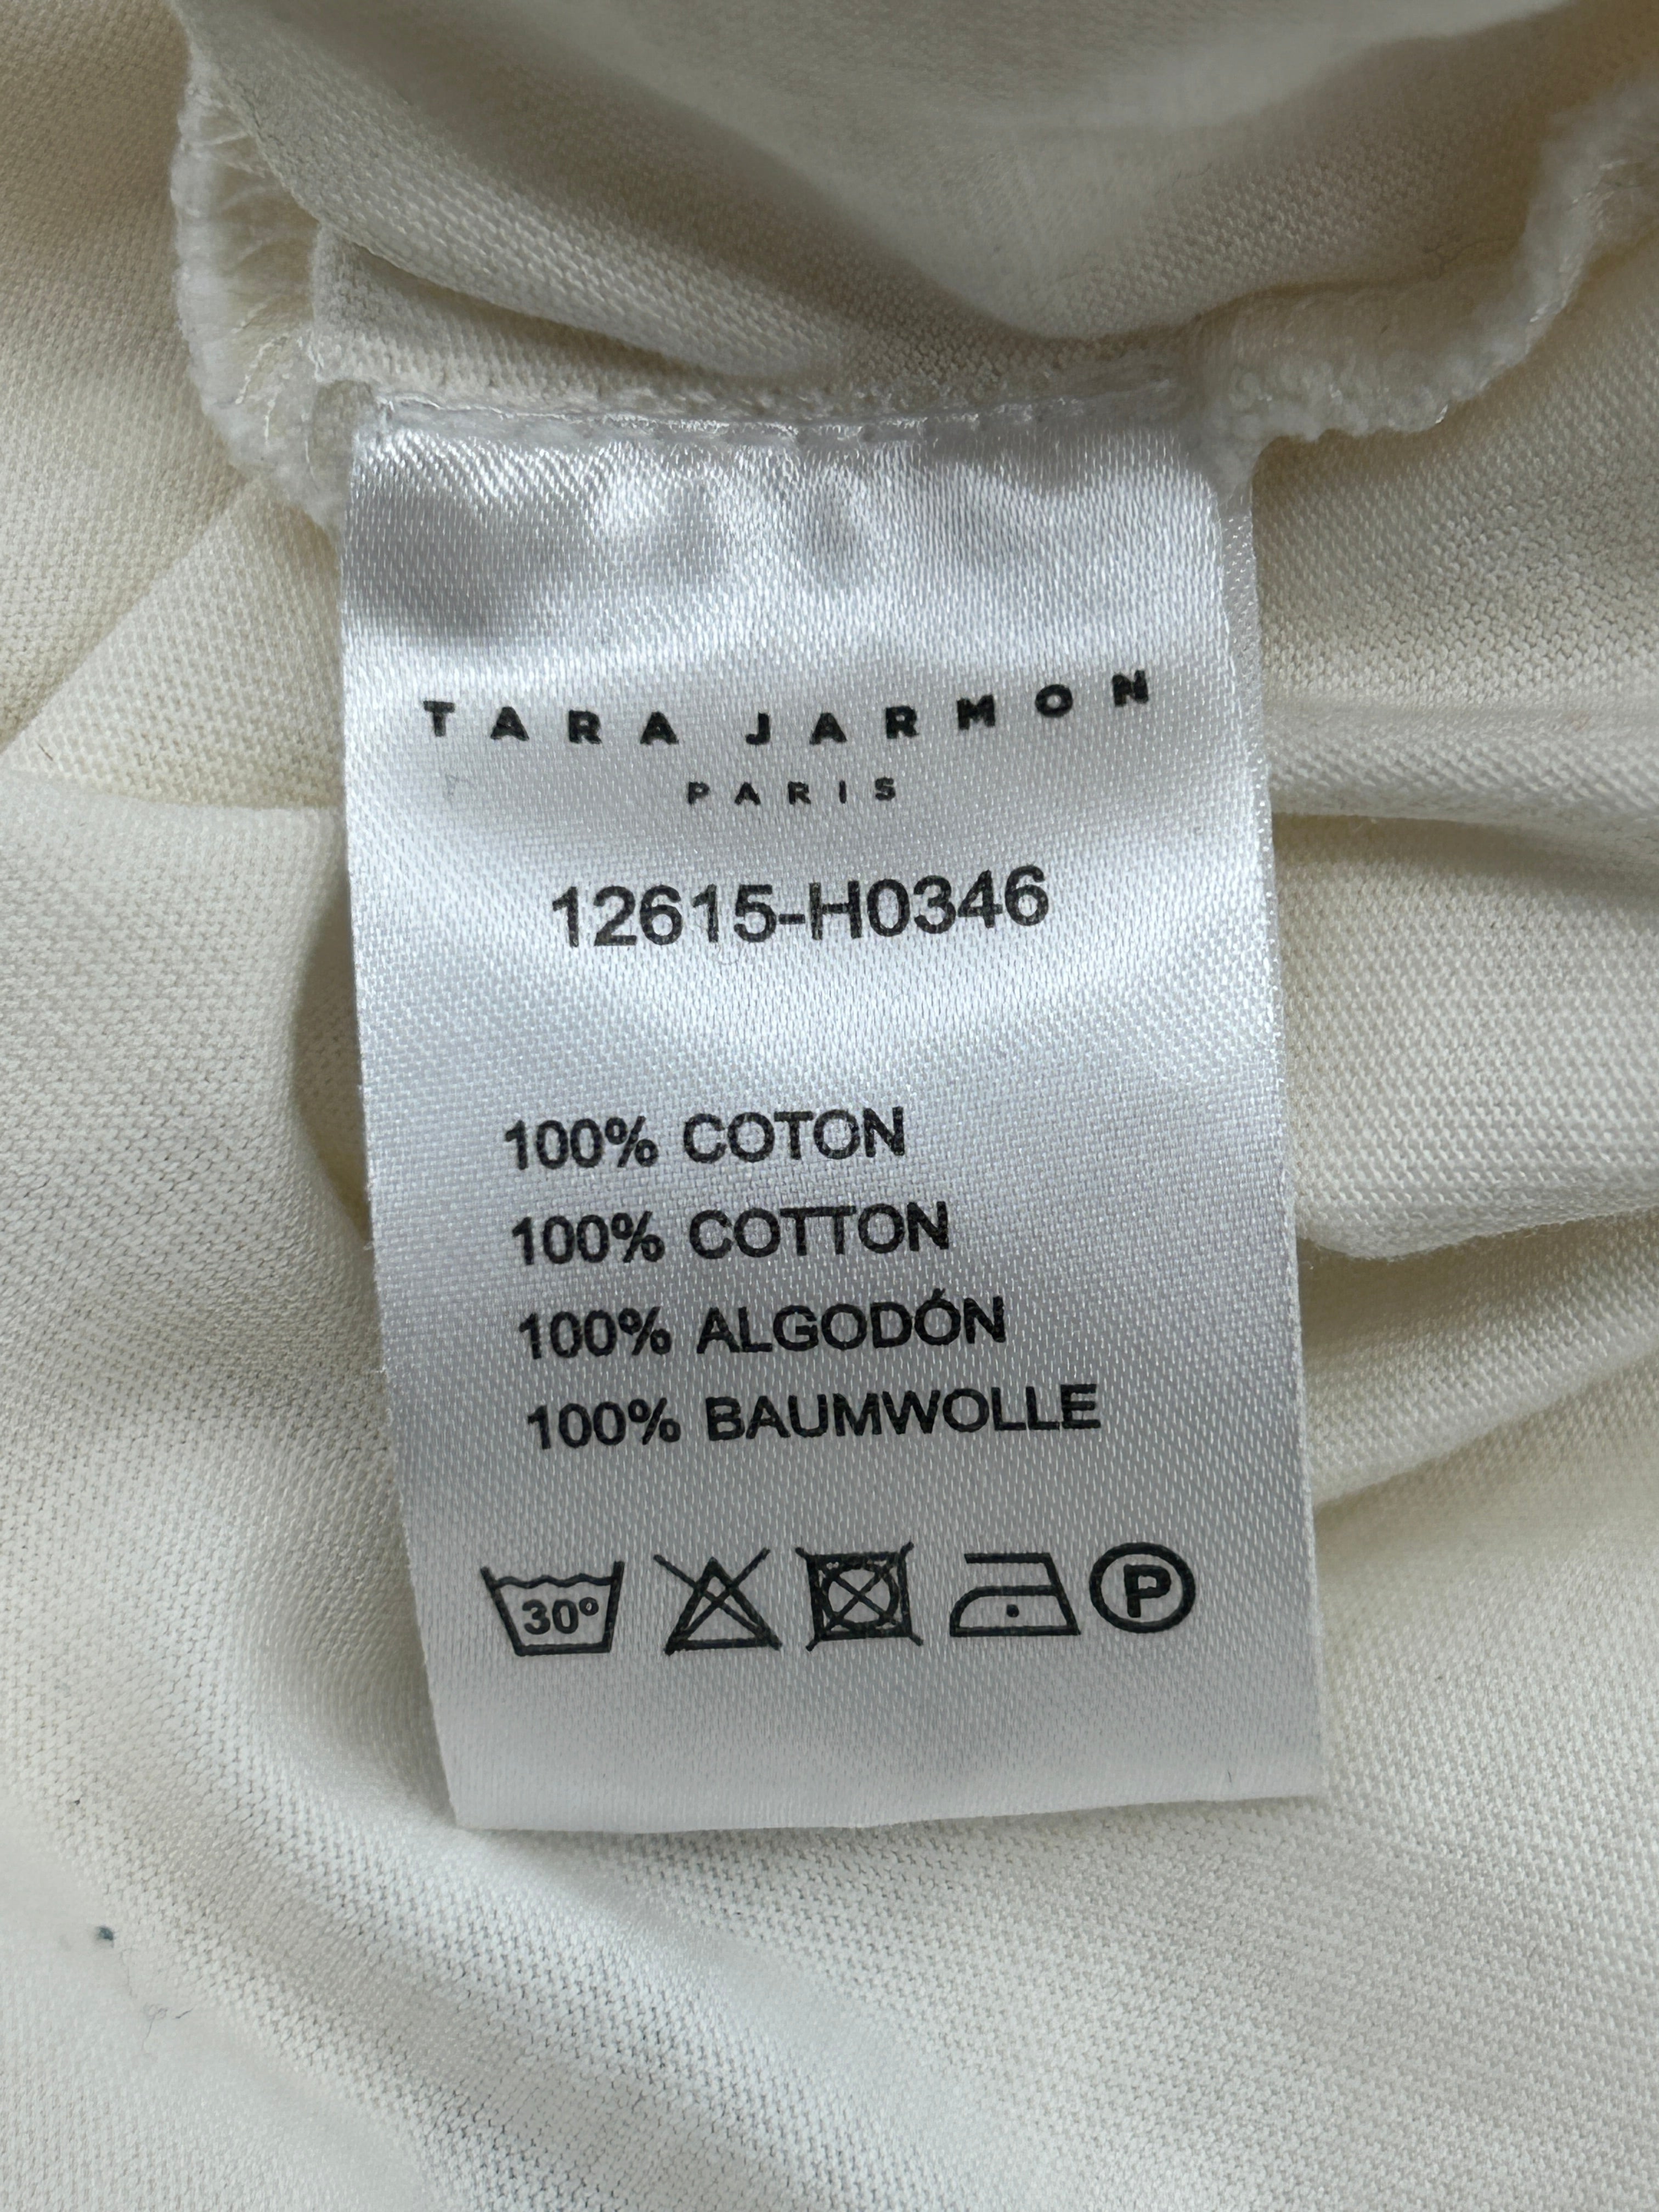 TARA JARMON
PARIS
12615-H0346
100% COTON
100% COTTON
100% ALGODÓN
100% BAUMWOLLE
30° P